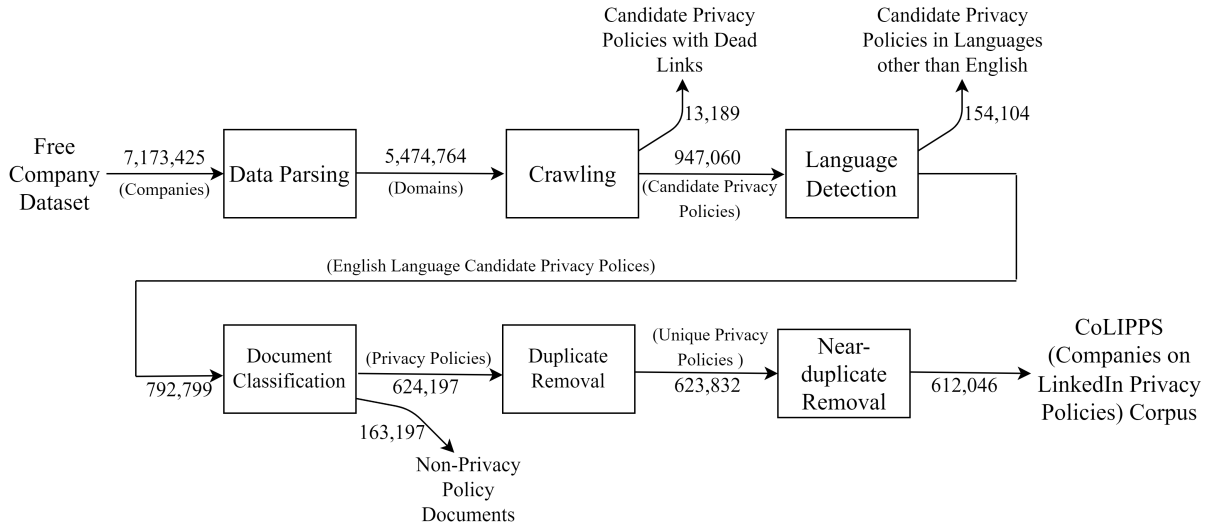 Candidate Privacy
Policies with Dead
Links
Candidate Privacy
Policies in Languages
other than English
13,189
154,104
Free
Company
Dataset
7,173,425
(Companies)
Data Parsing
5,474,764
(Domains)
Crawling
947,060
(Candidate Privacy
Policies)
Language
Detection
(English Language Candidate Privacy Polices)
792,799
Document
Classification
(Privacy Policies)
624,197
163,197
Non-Privacy
Policy
Documents
Duplicate
Removal
(Unique Privacy
Policies )
623,832
Near-
duplicate
Removal
612,046
CoLIPPS
(Companies on
LinkedIn Privacy
Policies) Corpus